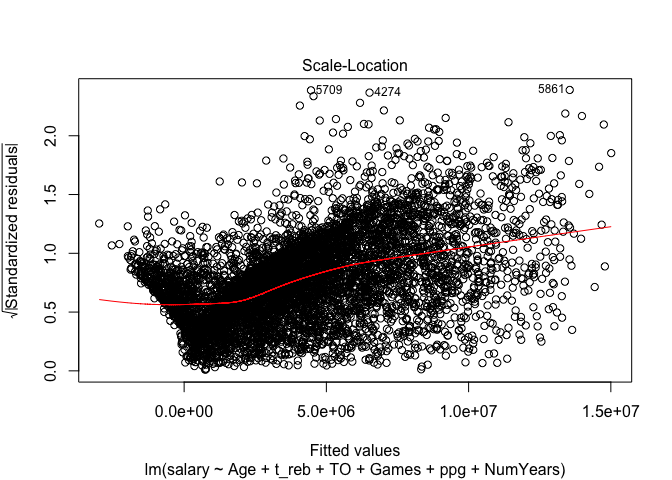 Scale-Location
5709
4274
5861
√|Standardized residuals|
0.0
0.5
1.0
1.5
2.0
0.0e+00
5.0e+06
1.0e+07
1.5e+07
Fitted values
lm(salary ~ Age + t_reb + TO + Games + ppg + NumYears)